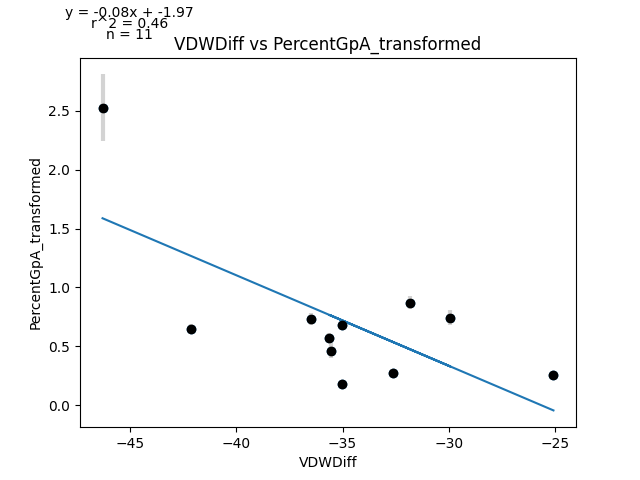 y = -0.08x + -1.97
r^2 = 0.46
n = 11
VDWDiff vs PercentGpA_transformed
PercentGpA_transformed
2.5
2.0
1.5
1.0
0.5
0.0
−45
−40
−35
−30
−25
VDWDiff